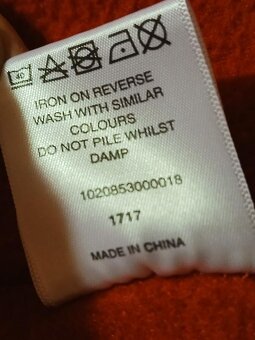 40
IRON ON REVERSE
WASH WITH SIMILAR
COLOURS
DO NOT PILE WHILST
DAMP
1020853000018
1717
MADE IN CHINA